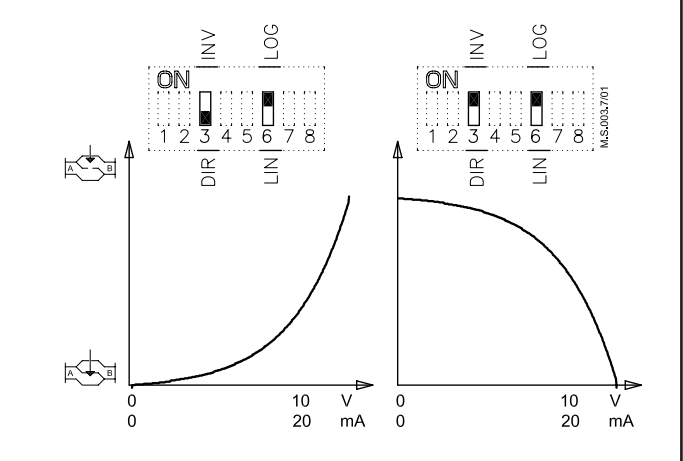 INV LOG
ON
1 2 3 4 5 6 7 8
DIR LIN
A B
A B
0 10 V
0 20 mA
INV LOG
ON
1 2 3 4 5 6 7 8
DIR LIN
M.S.003.7/01
0 10 V
0 20 mA